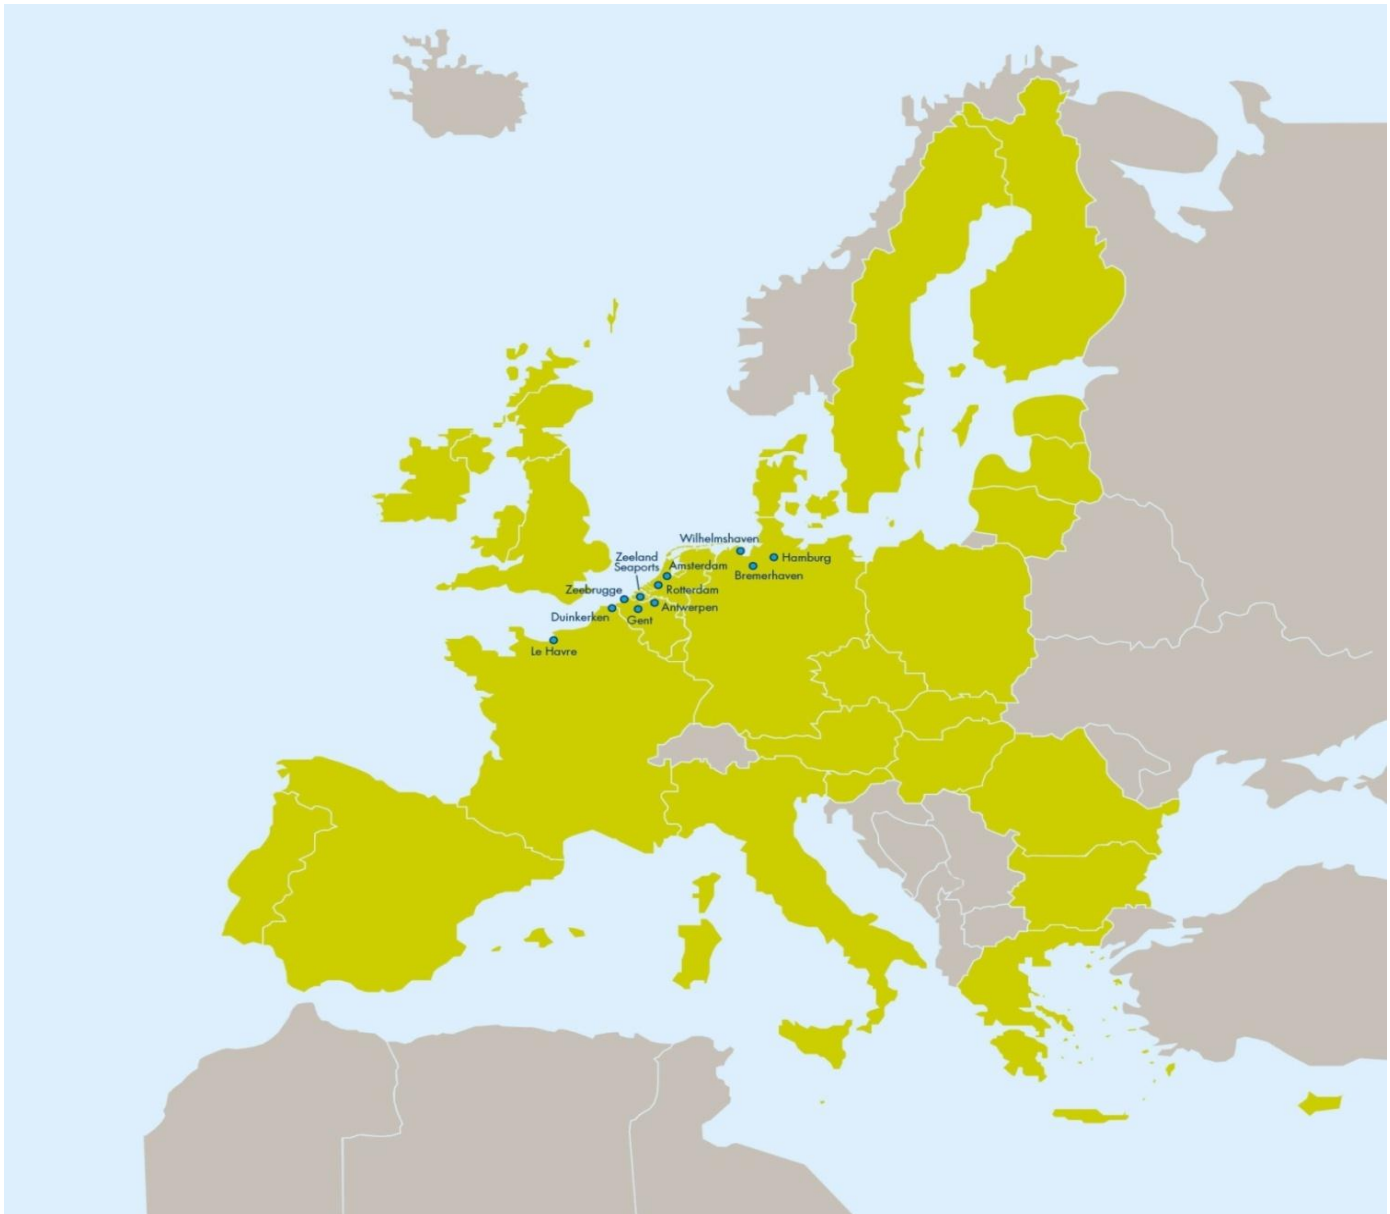 Wilhelmshaven
Zeeland
Seaports
Hamburg
Amsterdam
Bremerhaven
Zeebrugge
Rotterdam
Antwerpen
Duinkerken
Gent
Le Havre